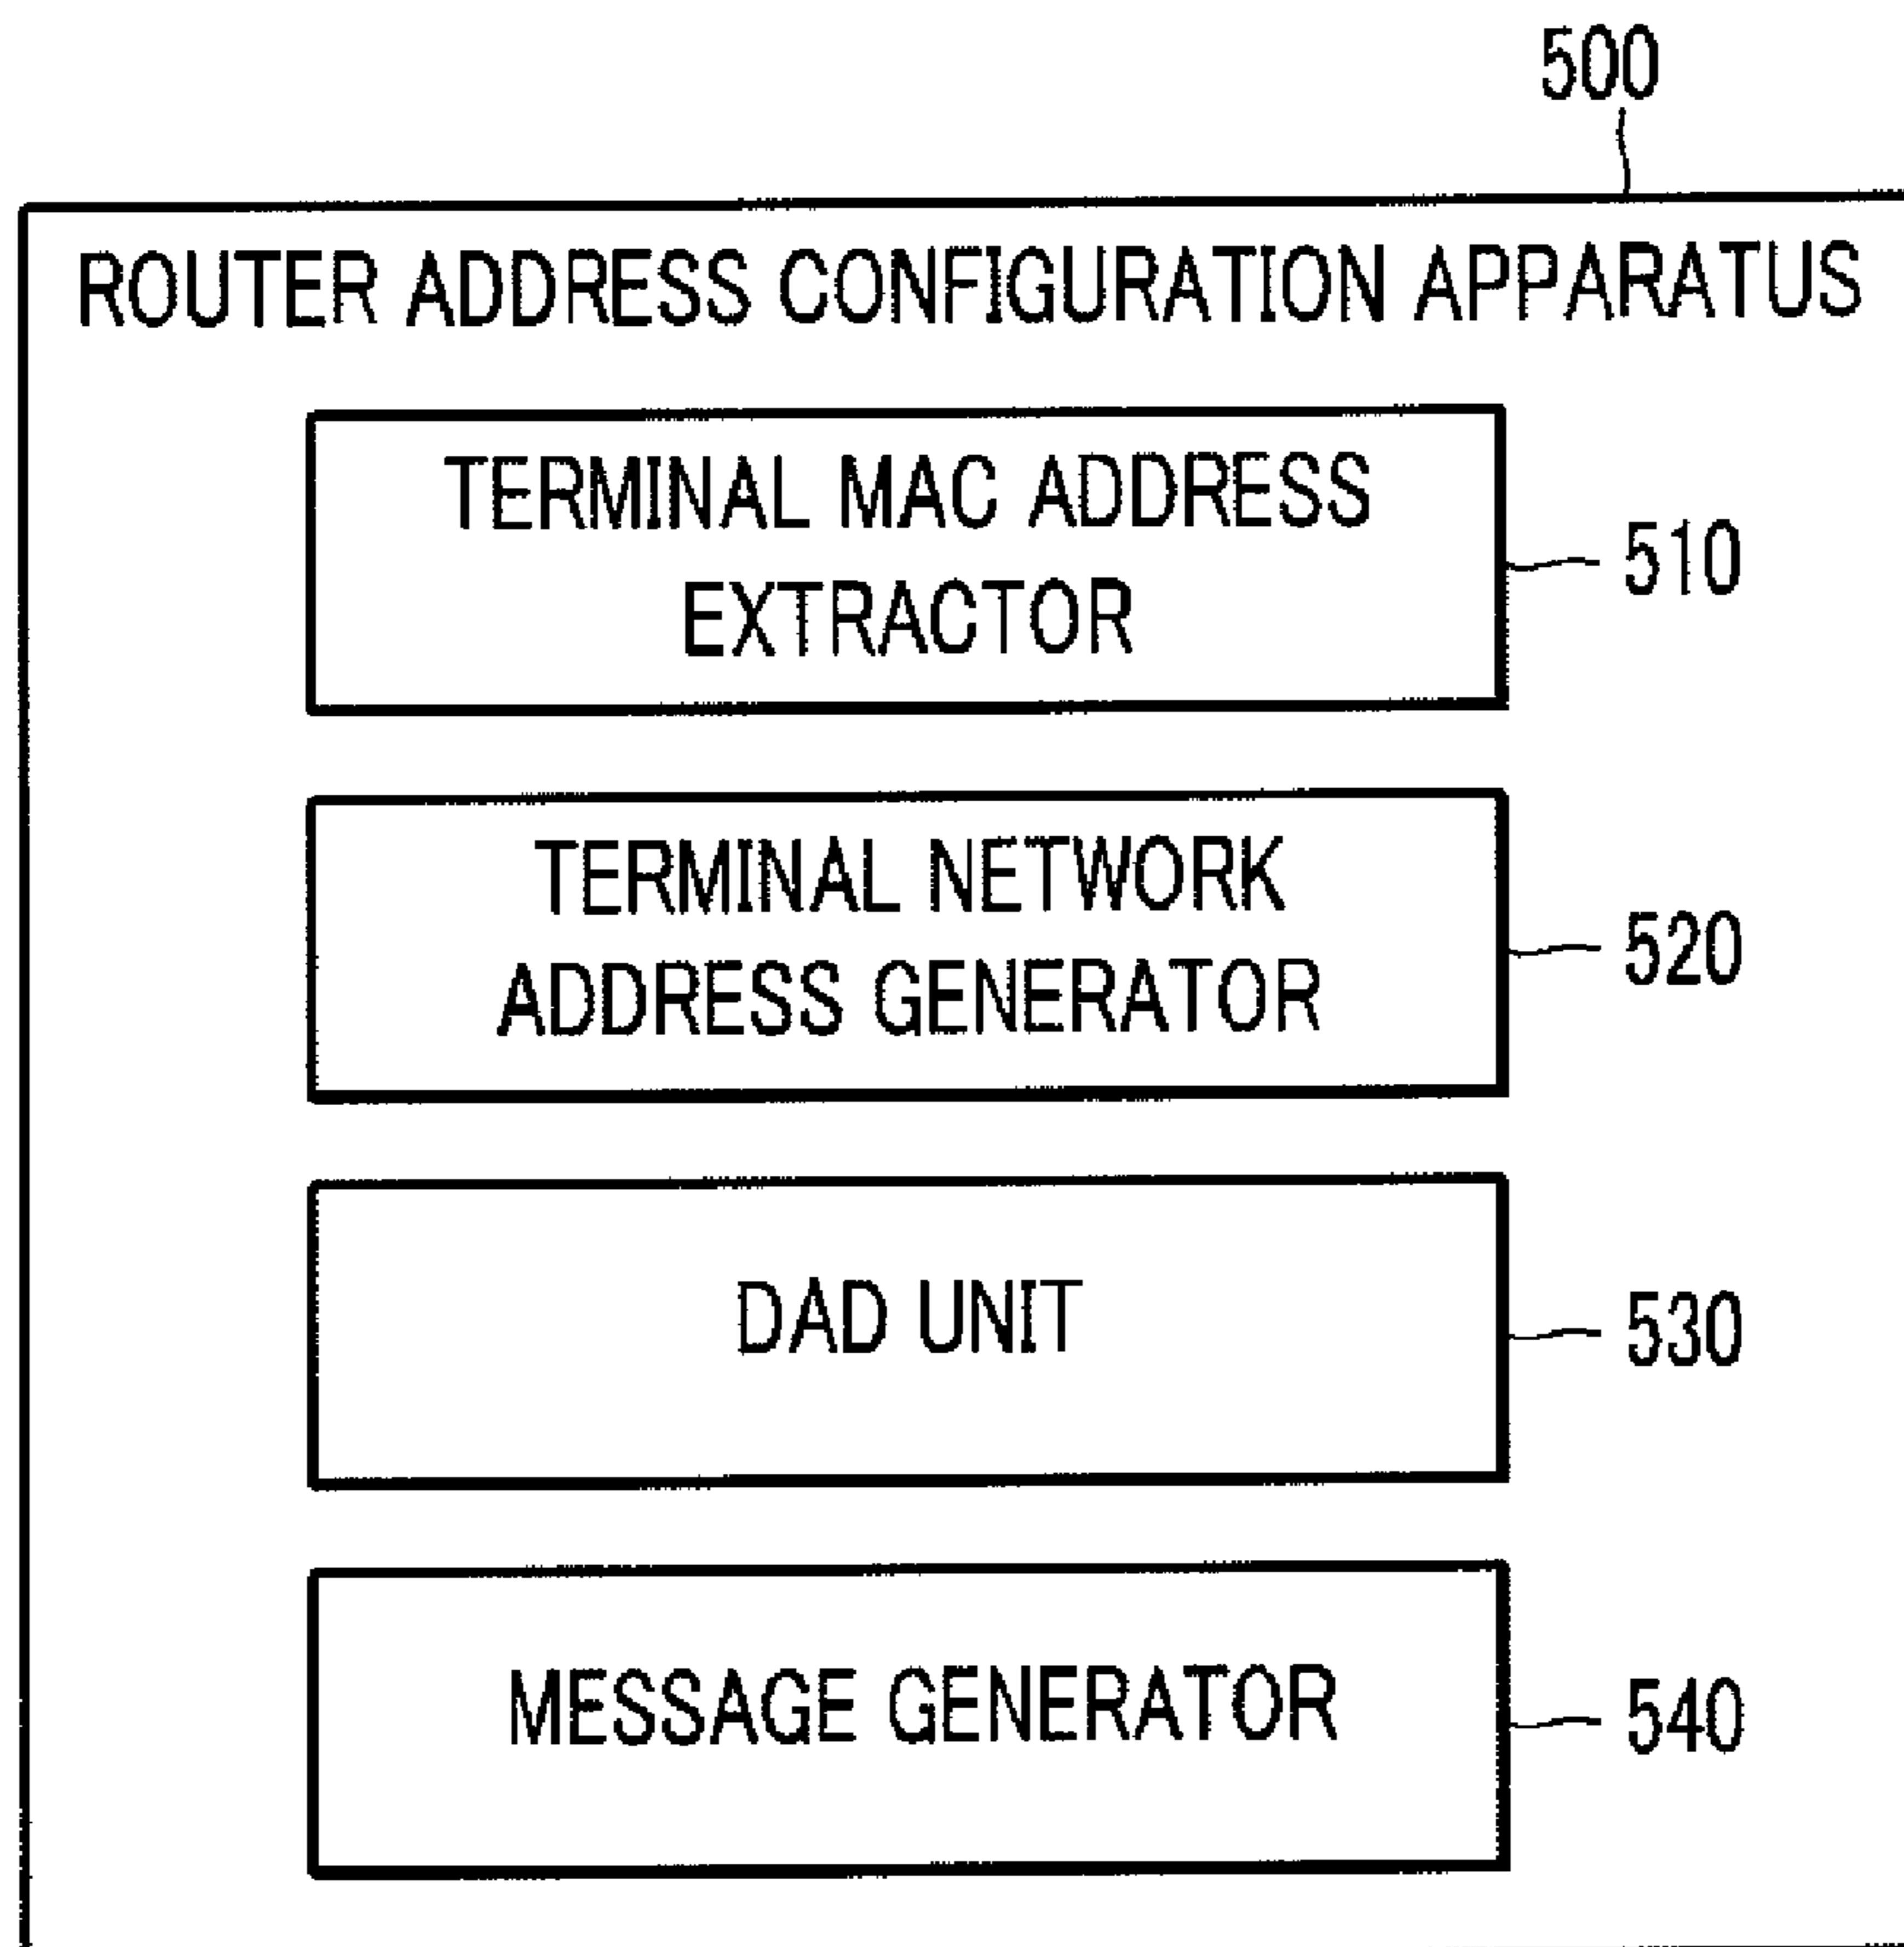 500
ROUTER ADDRESS CONFIGURATION APPARATUS
TERMINAL MAC ADDRESS
EXTRACTOR
510
TERMINAL NETWORK
ADDRESS GENERATOR
520
DAD UNIT
530
MESSAGE GENERATOR
540